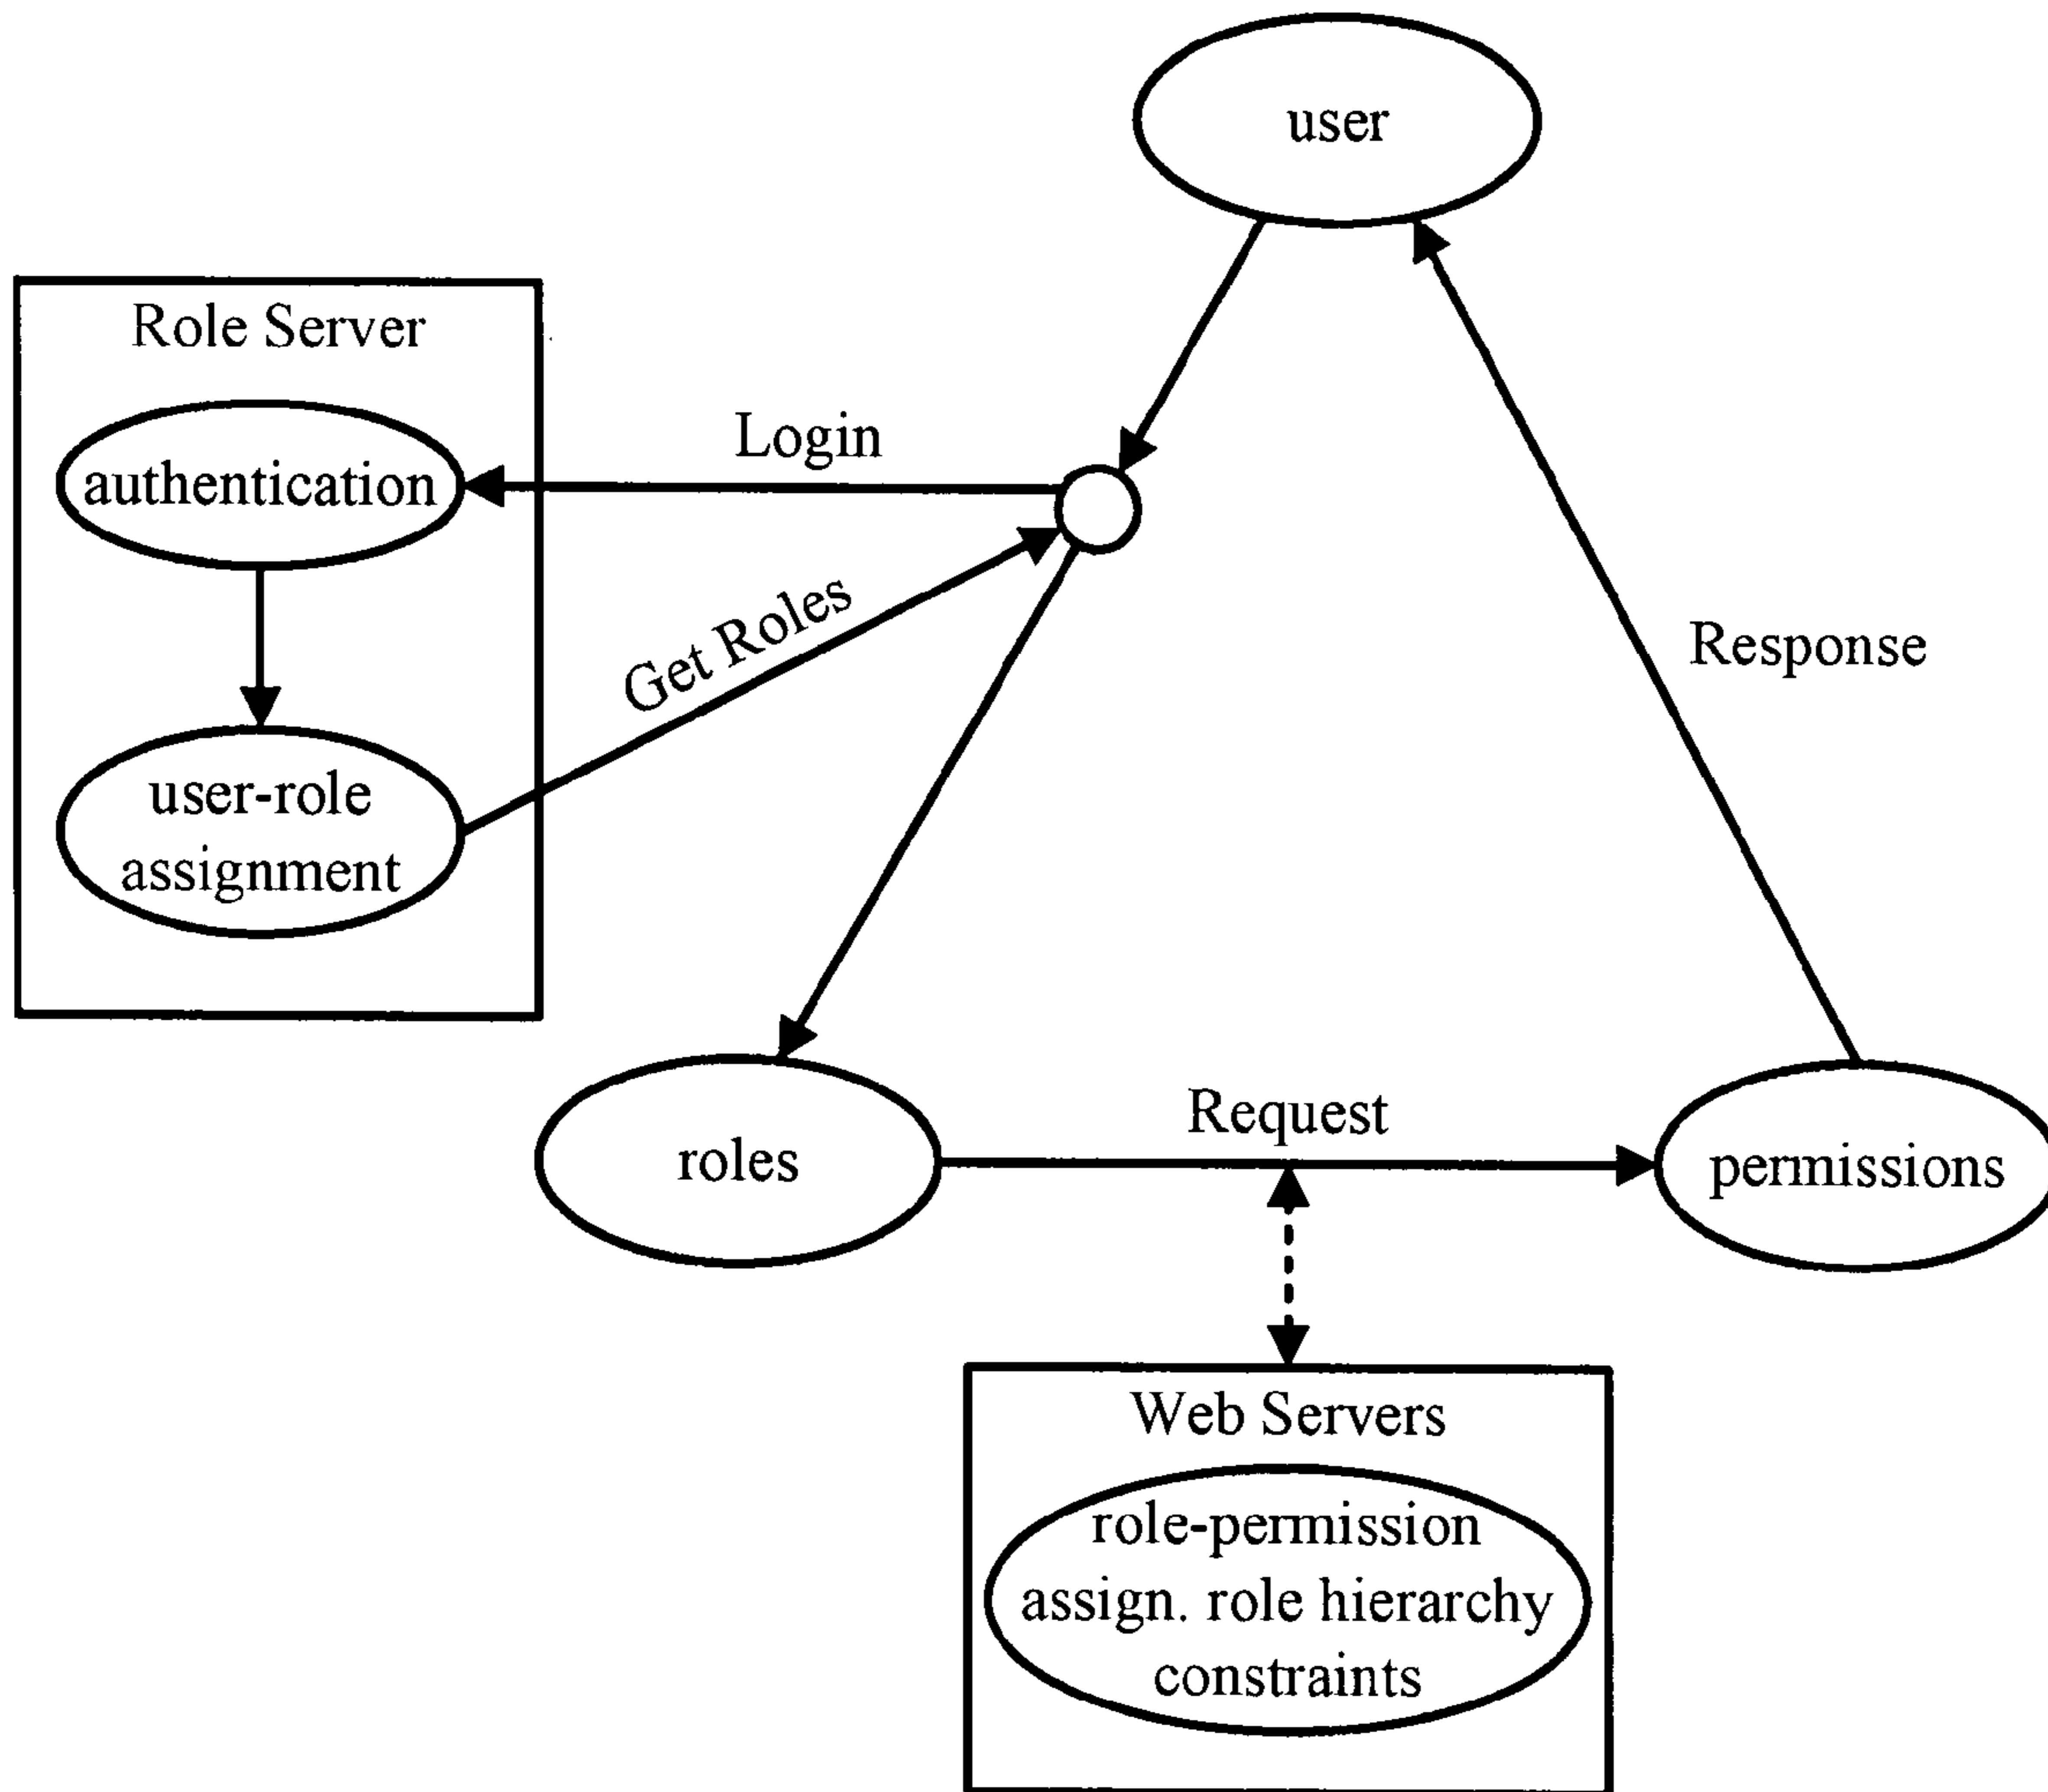 user
Role Server
Login
authentication
Get Roles
Response
user-role
assignment
Request
roles
permissions
Web Servers
role-permission
assign. role hierarchy
constraints